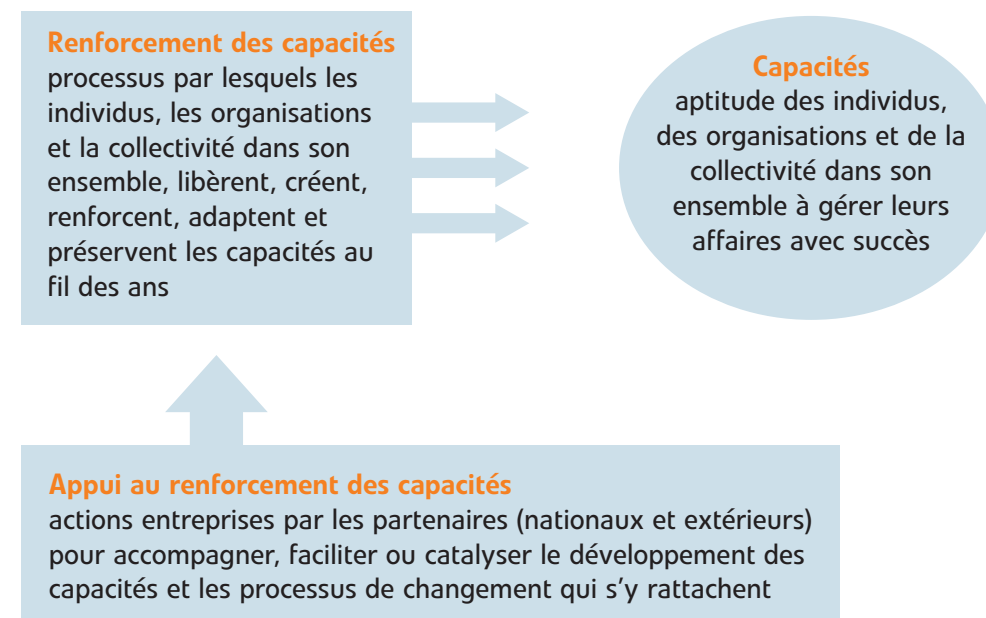 Renforcement des capacités
processus par lesquels les
individus, les organisations
et la collectivité dans son
ensemble, libèrent, créent,
renforcent, adaptent et
préservent les capacités au
fil des ans
Capacités
aptitude des individus,
des organisations et de la
collectivité dans son
ensemble à gérer leurs
affaires avec succès
Appui au renforcement des capacités
actions entreprises par les partenaires (nationaux et extérieurs)
pour accompagner, faciliter ou catalyser le développement des
capacités et les processus de changement qui s’y rattachent